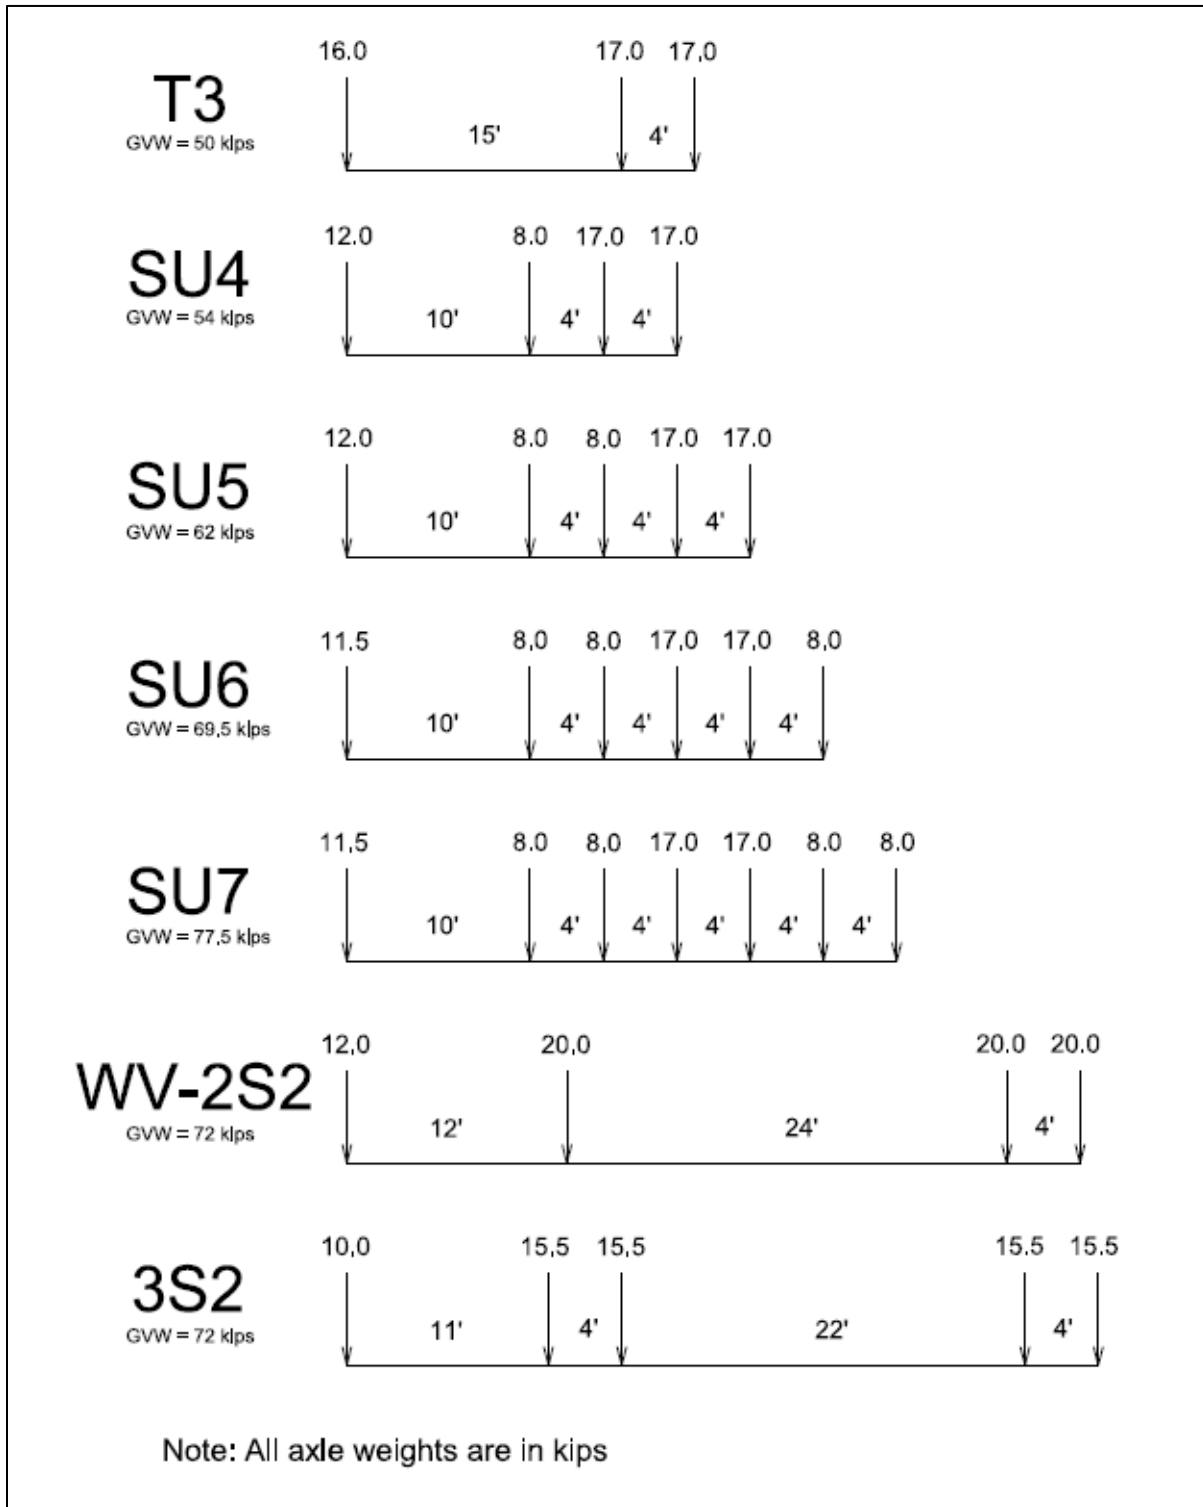 16.0 17.0 17.0
T3
GVW = 50 kips
15' 4'
12.0 8.0 17.0 17.0
SU4
GVW = 54 kips
10' 4' 4'
12.0 8.0 8.0 17.0 17.0
SU5
GVW = 62 kips
10' 4' 4' 4'
11.5 8.0 8.0 17.0 17.0 8.0
SU6
GVW = 69.5 kips
10' 4' 4' 4' 4'
11.5 8.0 8.0 17.0 17.0 8.0 8.0
SU7
GVW = 77.5 kips
10' 4' 4' 4' 4' 4'
12.0 20.0 20.0 20.0
WV-2S2
GVW = 72 kips
12' 24' 4'
10.0 15.5 15.5 15.5 15.5
3S2
GVW = 72 kips
11' 4' 22' 4'
Note: All axle weights are in kips